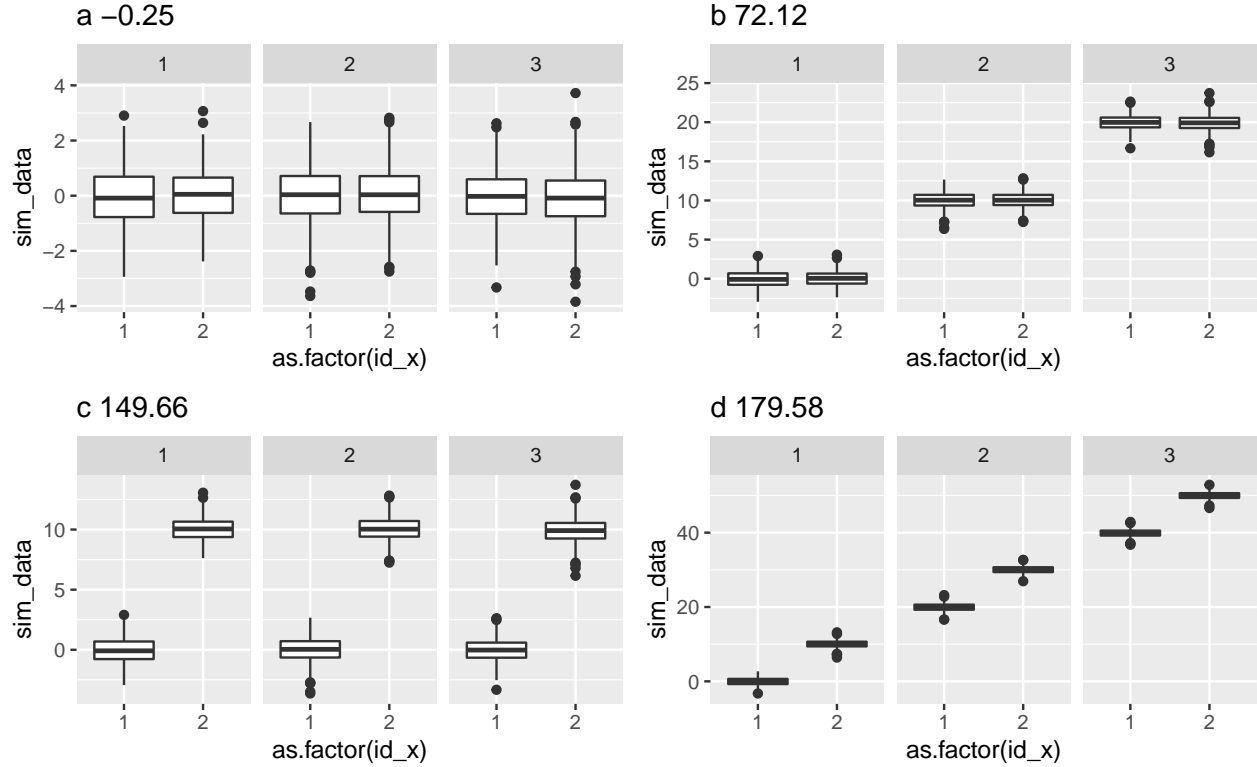 a −0.25
1 2 3
4
2
0
−2
−4
sim_data
1 2 1 2 1 2
as.factor(id_x)
b 72.12
1 2 3
25
20
15
10
5
0
sim_data
1 2 1 2 1 2
as.factor(id_x)
c 149.66
1 2 3
10
5
0
sim_data
1 2 1 2 1 2
as.factor(id_x)
d 179.58
1 2 3
40
20
0
sim_data
1 2 1 2 1 2
as.factor(id_x)